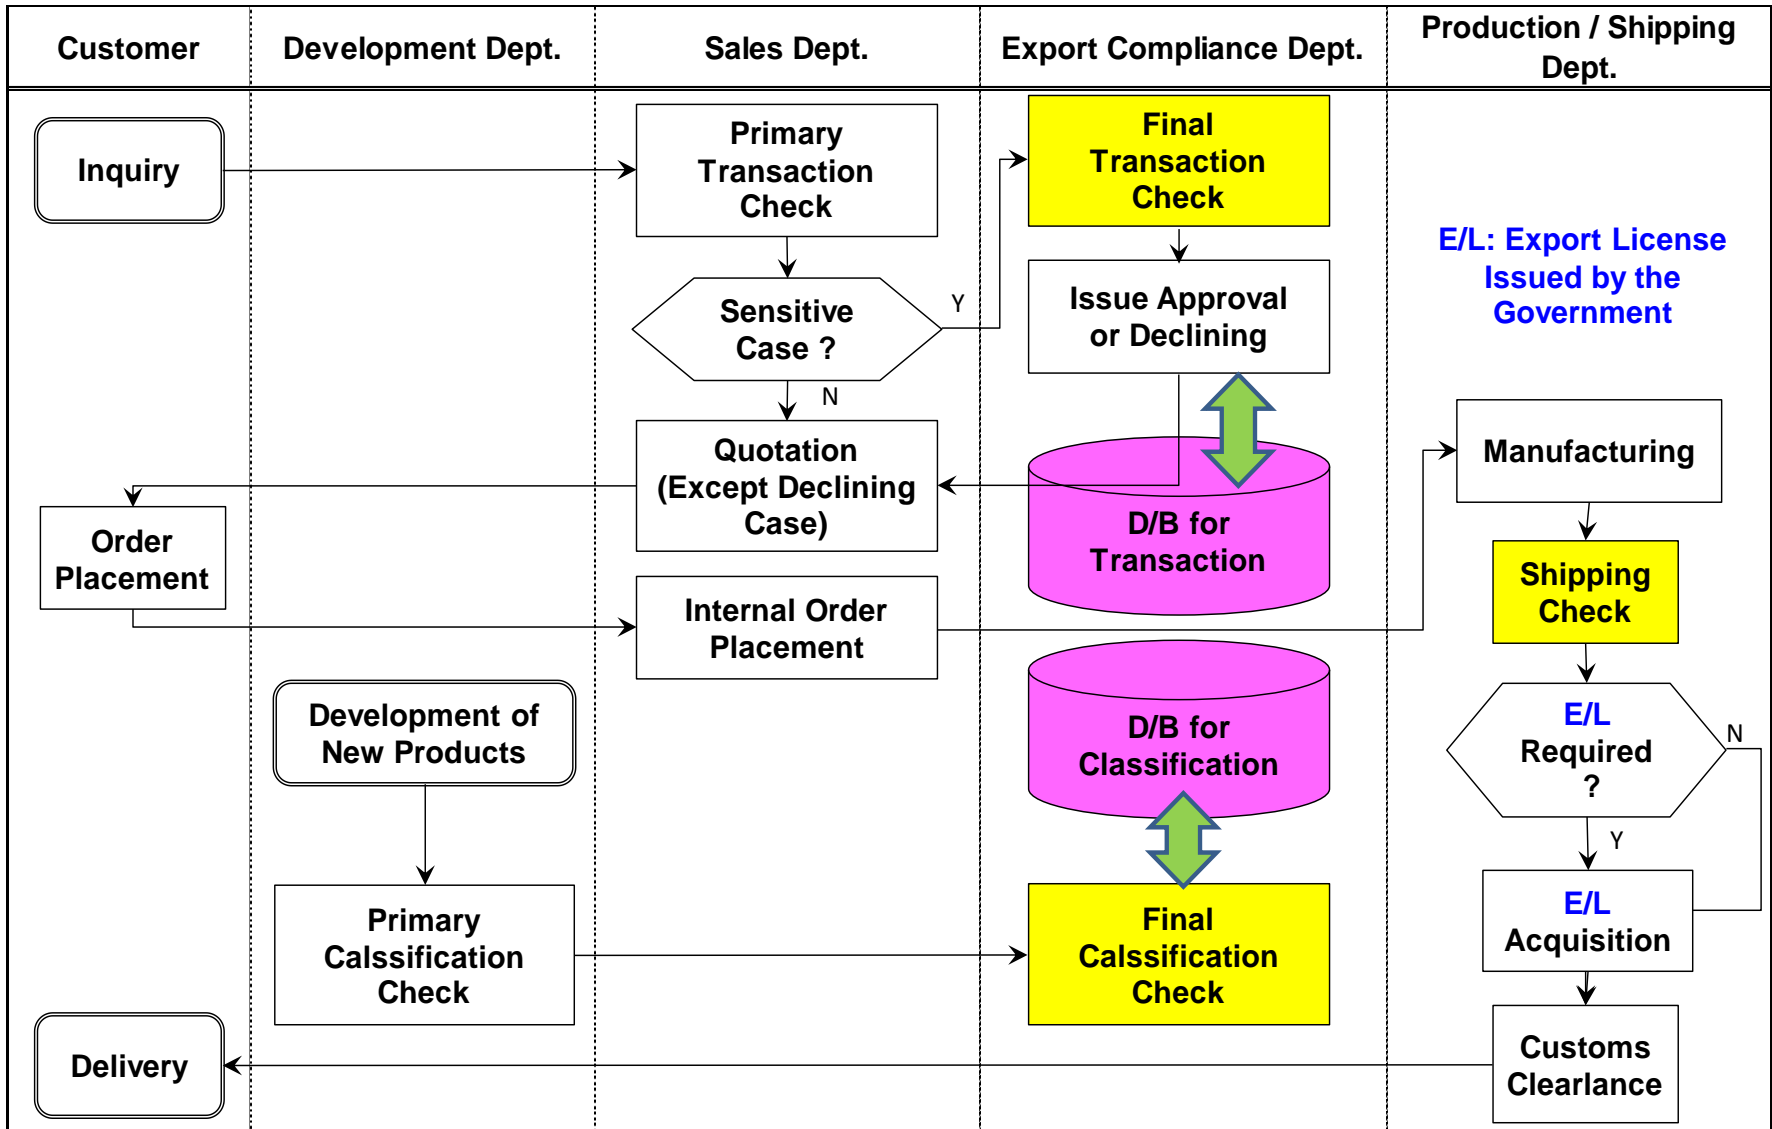 Customer
Development Dept.
Sales Dept.
Export Compliance Dept.
Production / Shipping
Dept.
Inquiry
Primary
Transaction
Check
Final
Transaction
Check
E/L: Export License
Issued by the
Government
Sensitive
Case ?
Y
N
Issue Approval
or Declining
Quotation
(Except Declining
Case)
Manufacturing
Order
Placement
D/B for
Transaction
Shipping
Check
Internal Order
Placement
Development of
New Products
D/B for
Classification
E/L
Required
?
N
Y
Primary
Calssification
Check
Final
Calssification
Check
E/L
Acquisition
Delivery
Customs
Clearlance